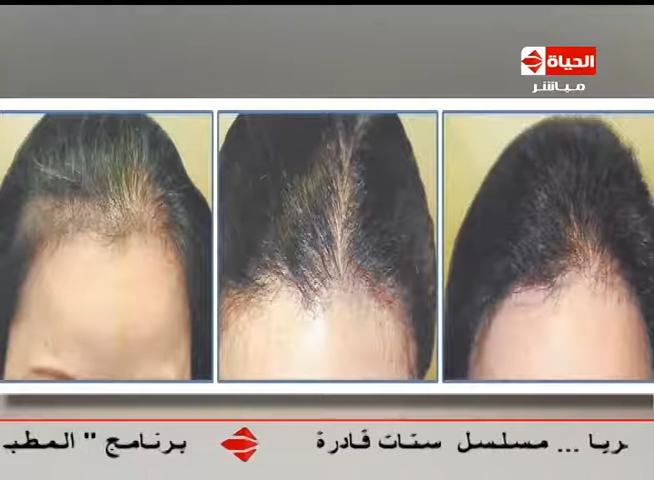 الحياة
مباشر
ريا ... مسلسل ستات قادرة
برنامج " المطب